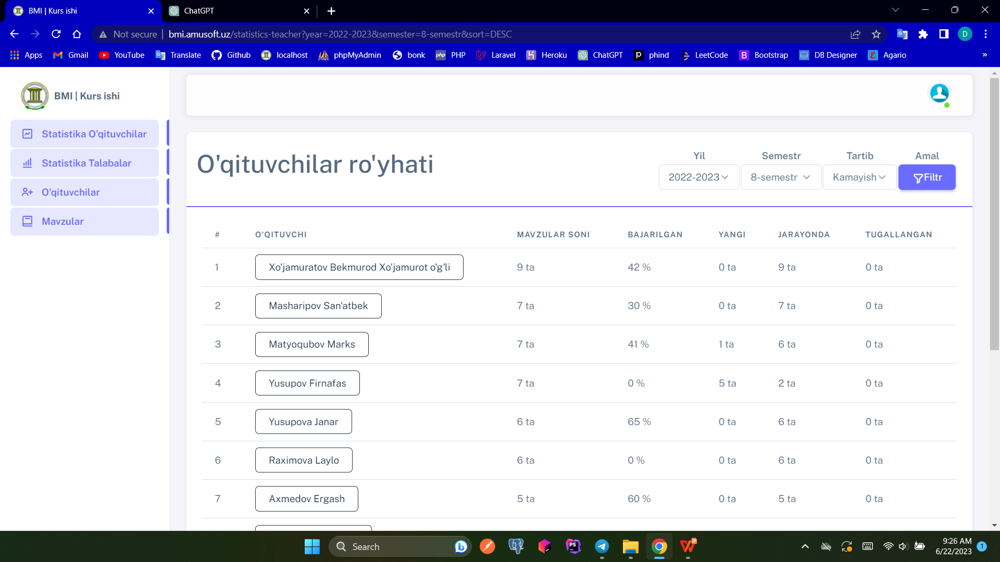 BMI | Kurs ishi
ChatGPT
Not secure
bmi.amusoft.uz/statistics-teacher?year=2022-2023&semester=8-semestr&sort=DESC
D
Apps Gmail YouTube Translate Github localhost phpMyAdmin bonk php PHP Laravel Heroku ChatGPT phind LeetCode B Bootstrap DB Designer Agario »
BMI | Kurs ishi
Statistika O'qituvchilar
Statistika Talabalar
O'qituvchilar
Mavzular
O'qituvchilar ro'yhati
Yil Semestr Tartib Amal
2022-2023 8-semestr Kamayish Filtr
# O'QITUVCHI MAVZULAR SONI BAJARILGAN YANGI JARAYONDA TUGALLANGAN
1 Xo'jamuratov Bekmurod Xo'jamurot o'g'li 9 ta 42 % 0 ta 9 ta 0 ta
2 Masharipov San'atbek 7 ta 30 % 0 ta 7 ta 0 ta
3 Matyoqubov Marks 7 ta 41 % 1 ta 6 ta 0 ta
4 Yusupov Firnafas 7 ta 0 % 5 ta 2 ta 0 ta
5 Yusupova Janar 6 ta 65 % 0 ta 6 ta 0 ta
6 Raximova Laylo 6 ta 0 % 0 ta 6 ta 0 ta
7 Axmedov Ergash 5 ta 60 % 0 ta 5 ta 0 ta
Search
PS
9:26 AM
6/22/2023
1